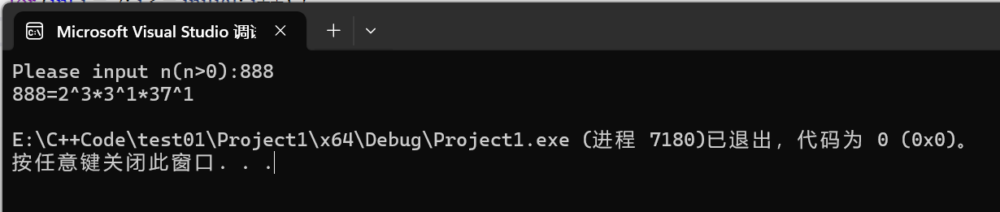 Microsoft Visual Studio 调试
Please input n(n>0):888
888=2^3*3^1*37^1
E:\C++Code\test01\Project1\x64\Debug\Project1.exe (进程 7180)已退出，代码为 0 (0x0)。
按任意键关闭此窗口. . .